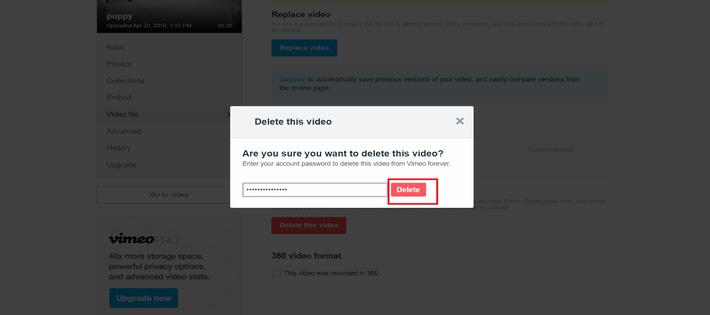 puppy
Uploaded Apr 20, 2018, 1:13 PM 00:26
Basic
Privacy
Collections
Embed
Video file
Advanced
History
Upgrade
Go to video
vimeo PRO
40x more storage space,
powerful privacy options,
and advanced video stats.
Upgrade now
Replace video
Replace video
Upgrade to automatically save previous versions of your video, and easily compare versions from
the review page.
Current version
Delete this video
Are you sure you want to delete this video?
Enter your account password to delete this video from Vimeo forever.
•••••••••••••••
Delete
Delete this video
360 video format
This video was recorded in 360